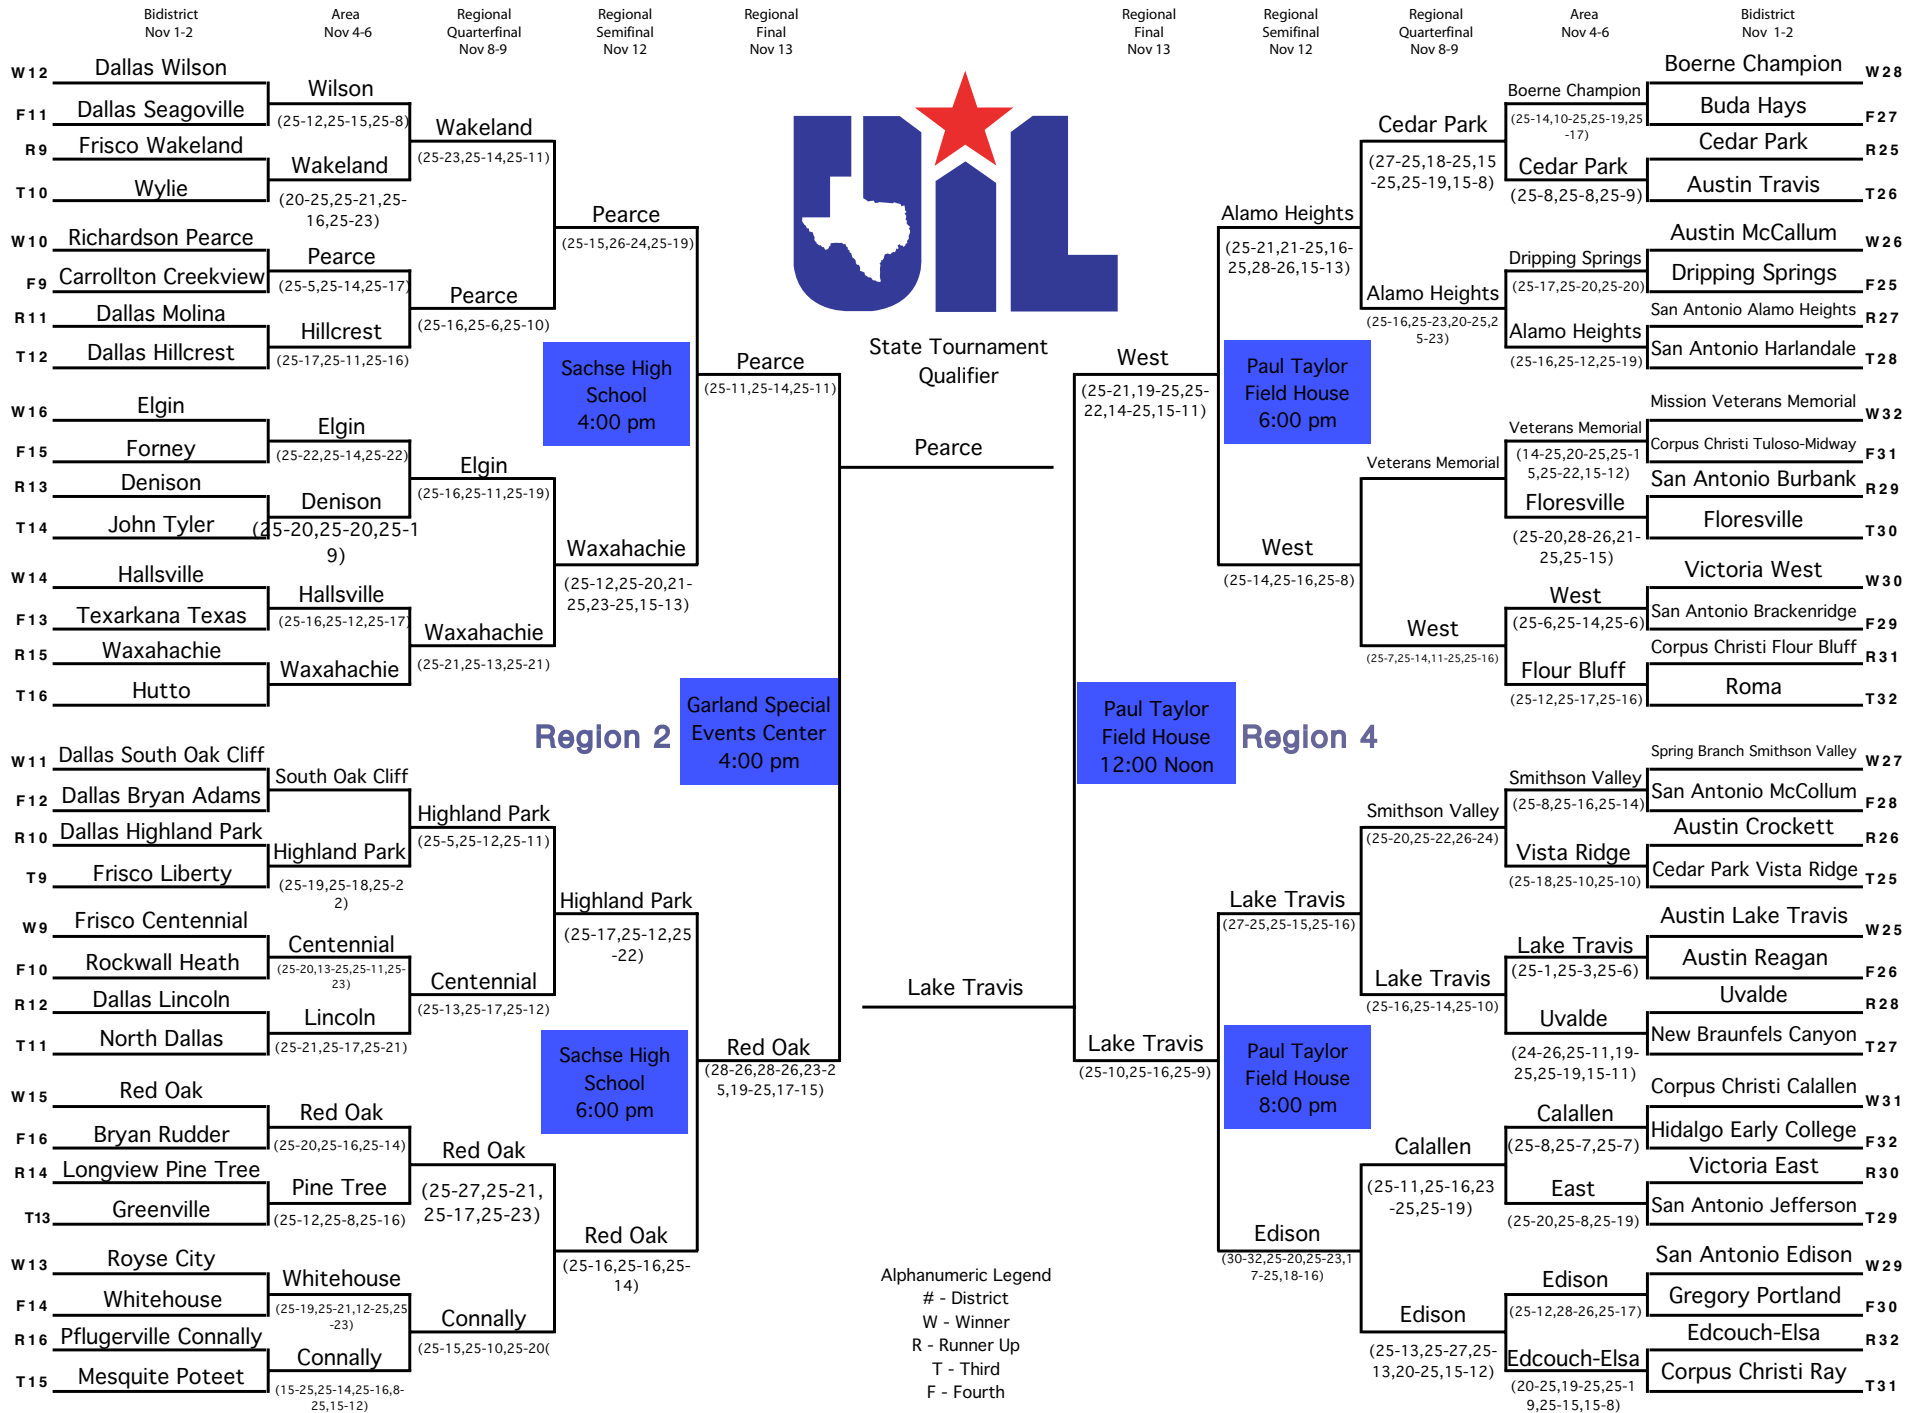 Bidistrict
Nov 1-2
Area
Nov 4-6
Regional
Quarterfinal
Nov 8-9
Regional
Semifinal
Nov 12
Regional
Final
Nov 13
Regional
Final
Nov 13
Regional
Semifinal
Nov 12
Regional
Quarterfinal
Nov 8-9
Area
Nov 4-6
Bidistrict
Nov 1-2
W12 Dallas Wilson
F11 Dallas Seagoville
R9 Frisco Wakeland
T10 Wylie
W10 Richardson Pearce
F9 Carrollton Creekview
R11 Dallas Molina
T12 Dallas Hillcrest
W16 Elgin
F15 Forney
R13 Denison
T14 John Tyler
W14 Hallsville
F13 Texarkana Texas
R15 Waxahachie
T16 Hutto
W11 Dallas South Oak Cliff
F12 Dallas Bryan Adams
R10 Dallas Highland Park
T9 Frisco Liberty
W9 Frisco Centennial
F10 Rockwall Heath
R12 Dallas Lincoln
T11 North Dallas
W15 Red Oak
F16 Bryan Rudder
R14 Longview Pine Tree
T13 Greenville
W13 Royse City
F14 Whitehouse
R16 Pflugerville Connally
T15 Mesquite Poteet
Wilson
(25-12,25-15,25-8)
Wakeland
(20-25,25-21,25-
16,25-23)
Pearce
(25-5,25-14,25-17)
Hillcrest
(25-17,25-11,25-16)
Elgin
(25-22,25-14,25-22)
Denison
(25-20,25-20,25-1
9)
Hallsville
(25-16,25-12,25-17)
Waxahachie
South Oak Cliff
Highland Park
(25-19,25-18,25-2
2)
Centennial
(25-20,13-25,25-11,25-
23)
Lincoln
(25-21,25-17,25-21)
Red Oak
(25-20,25-16,25-14)
Pine Tree
(25-12,25-8,25-16)
Whitehouse
(25-19,25-21,12-25,25
-23)
Connally
(15-25,25-14,25-16,8-
25,15-12)
Wakeland
(25-23,25-14,25-11)
Pearce
(25-16,25-6,25-10)
Elgin
(25-16,25-11,25-19)
Waxahachie
(25-21,25-13,25-21)
Highland Park
(25-5,25-12,25-11)
Centennial
(25-13,25-17,25-12)
Red Oak
(25-27,25-21,
25-17,25-23)
Connally
(25-15,25-10,25-20(
Pearce
(25-15,26-24,25-19)
Sachse High
School
4:00 pm
Waxahachie
(25-12,25-20,21-
25,23-25,15-13)
Region 2
Highland Park
(25-17,25-12,25
-22)
Sachse High
School
6:00 pm
Red Oak
(25-16,25-16,25-
14)
Pearce
(25-11,25-14,25-11)
Garland Special
Events Center
4:00 pm
Red Oak
(28-26,28-26,23-2
5,19-25,17-15)
UIL
State Tournament
Qualifier
Pearce
Lake Travis
Alphanumeric Legend
# - District
W - Winner
R - Runner Up
T - Third
F - Fourth
West
(25-21,19-25,25-
22,14-25,15-11)
Paul Taylor
Field House
12:00 Noon
Lake Travis
(25-10,25-16,25-9)
Alamo Heights
(25-21,21-25,16-
25,28-26,15-13)
Paul Taylor
Field House
6:00 pm
West
(25-14,25-16,25-8)
Region 4
Lake Travis
(27-25,25-15,25-16)
Paul Taylor
Field House
8:00 pm
Edison
(30-32,25-20,25-23,1
7-25,18-16)
Cedar Park
(27-25,18-25,15
-25,25-19,15-8)
Alamo Heights
(25-16,25-23,20-25,2
5-23)
Veterans Memorial
West
(25-7,25-14,11-25,25-16)
Smithson Valley
(25-20,25-22,26-24)
Lake Travis
(25-16,25-14,25-10)
Calallen
(25-11,25-16,23
-25,25-19)
Edison
(25-13,25-27,25-
13,20-25,15-12)
Boerne Champion
(25-14,10-25,25-19,25
-17)
Cedar Park
(25-8,25-8,25-9)
Dripping Springs
(25-17,25-20,25-20)
Alamo Heights
(25-16,25-12,25-19)
Veterans Memorial
(14-25,20-25,25-1
5,25-22,15-12)
Floresville
(25-20,28-26,21-
25,25-15)
West
(25-6,25-14,25-6)
Flour Bluff
(25-12,25-17,25-16)
Smithson Valley
(25-8,25-16,25-14)
Vista Ridge
(25-18,25-10,25-10)
Lake Travis
(25-1,25-3,25-6)
Uvalde
(24-26,25-11,19-
25,25-19,15-11)
Calallen
(25-8,25-7,25-7)
East
(25-20,25-8,25-19)
Edison
(25-12,28-26,25-17)
Edcouch-Elsa
(20-25,19-25,25-1
9,25-15,15-8)
Boerne Champion W28
Buda Hays F27
Cedar Park R25
Austin Travis T26
Austin McCallum W26
Dripping Springs F25
San Antonio Alamo Heights R27
San Antonio Harlandale T28
Mission Veterans Memorial W32
Corpus Christi Tuloso-Midway F31
San Antonio Burbank R29
Floresville T30
Victoria West W30
San Antonio Brackenridge F29
Corpus Christi Flour Bluff R31
Roma T32
Spring Branch Smithson Valley W27
San Antonio McCollum F28
Austin Crockett R26
Cedar Park Vista Ridge T25
Austin Lake Travis W25
Austin Reagan F26
Uvalde R28
New Braunfels Canyon T27
Corpus Christi Calallen W31
Hidalgo Early College F32
Victoria East R30
San Antonio Jefferson T29
San Antonio Edison W29
Gregory Portland F30
Edcouch-Elsa R32
Corpus Christi Ray T31